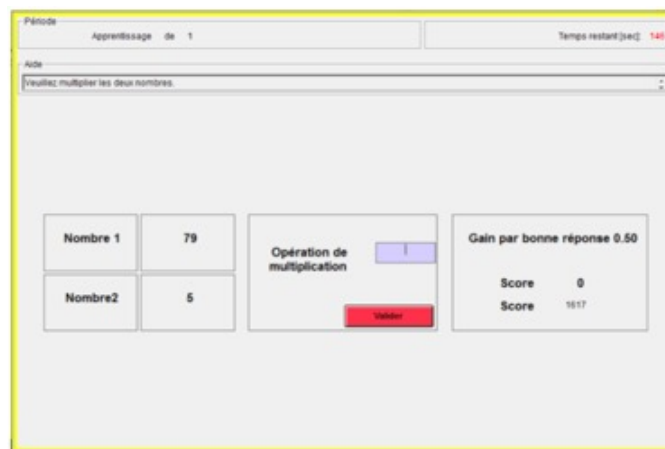 Période
Apprentissage de 1
Temps restant [sec]: 146
Aide
Veuillez multiplier les deux nombres.
Nombre 1
79
Nombre2
5
Opération de
multiplication
Valider
Gain par bonne réponse 0.50
Score 0
Score 1617